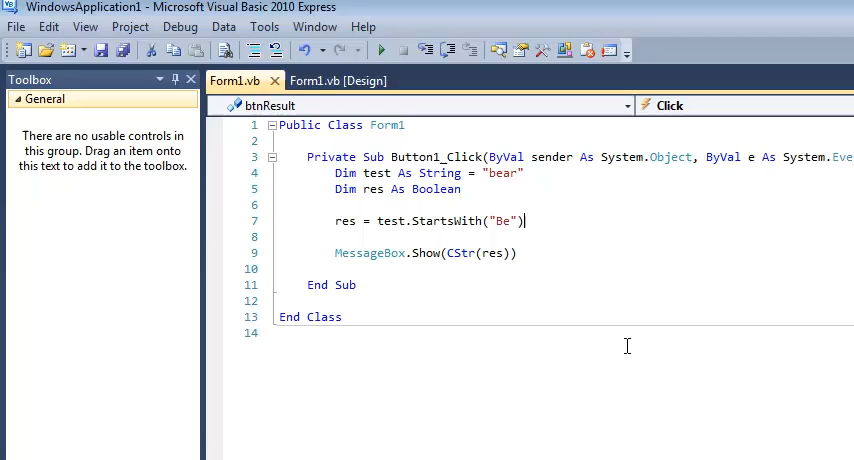 WindowsApplication1 - Microsoft Visual Basic 2010 Express
File Edit View Project Debug Data Tools Window Help
Toolbox
General
There are no usable controls in
this group. Drag an item onto
this text to add it to the toolbox.
Form1.vb Form1.vb [Design]
btnResult Click
1 Public Class Form1
2
3 Private Sub Button1_Click(ByVal sender As System.Object, ByVal e As System.Eve
4 Dim test As String = "bear"
5 Dim res As Boolean
6
7 res = test.StartsWith("Be")
8
9 MessageBox.Show(CStr(res))
10
11 End Sub
12
13 End Class
14